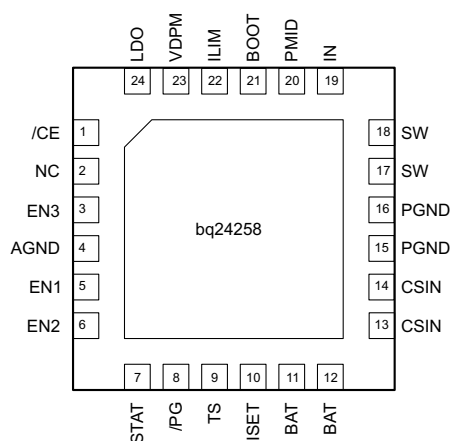 LDO
VDPM
ILIM
BOOT
PMID
IN
24
23
22
21
20
19
/CE 1
NC 2
EN3 3
AGND 4
EN1 5
EN2 6
bq24258
18 SW
17 SW
16 PGND
15 PGND
14 CSIN
13 CSIN
7
8
9
10
11
12
STAT
/PG
TS
ISET
BAT
BAT